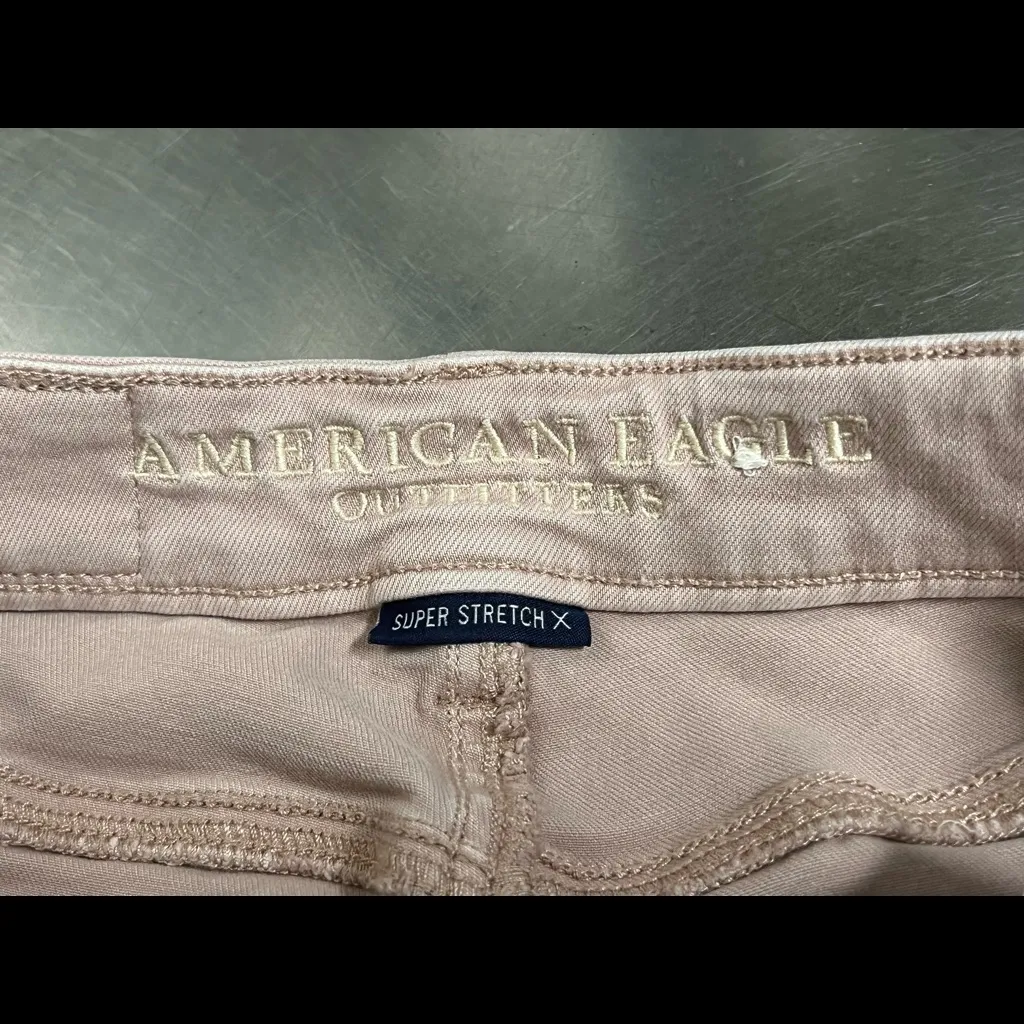 AMERICAN EAGLE
OUTFITTERS
SUPER STRETCH X